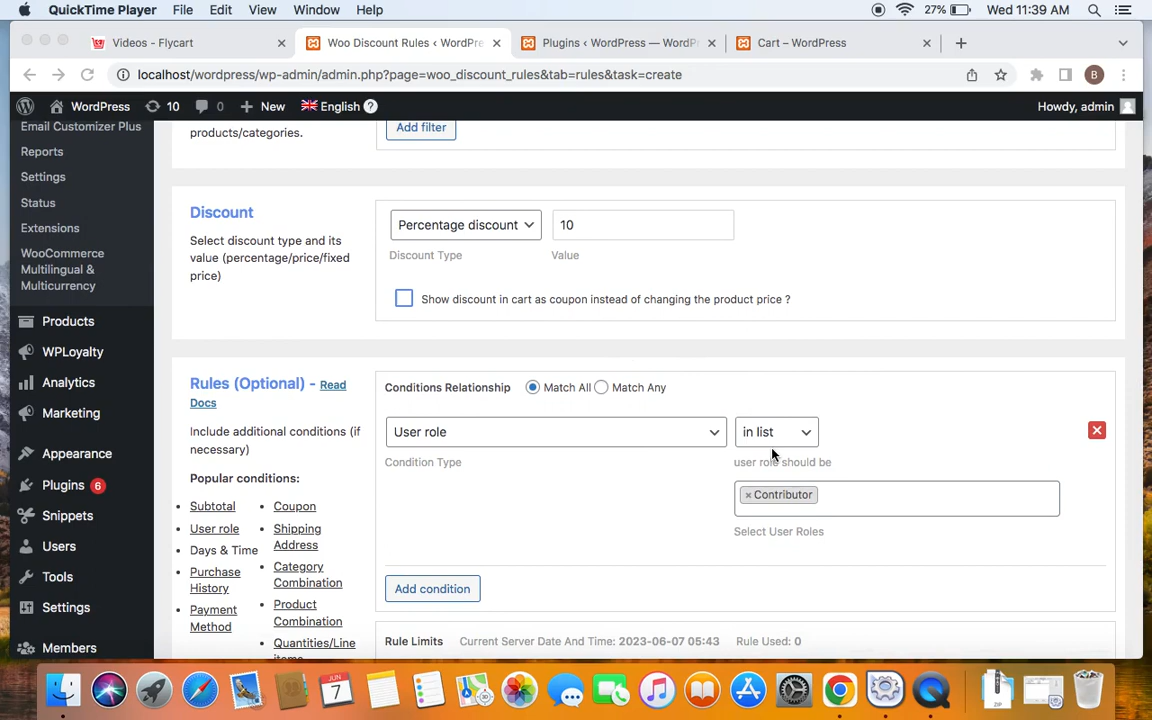 QuickTime Player File Edit View Window Help 27% Wed 11:39 AM
Videos - Flycart Woo Discount Rules ‹ WordPre Plugins ‹ WordPress — WordP Cart – WordPress
localhost/wordpress/wp-admin/admin.php?page=woo_discount_rules&tab=rules&task=create B
WordPress 10 0 + New English ? Howdy, admin
Email Customizer Plus
Reports
Settings
Status
Extensions
WooCommerce
Multilingual &
Multicurrency
Products
WPLoyalty
Analytics
Marketing
Appearance
Plugins 6
Snippets
Users
Tools
Settings
Members
products/categories.
Add filter
Discount
Select discount type and its
value (percentage/price/fixed
price)
Percentage discount 10
Discount Type Value
Show discount in cart as coupon instead of changing the product price ?
Rules (Optional) - Read
Docs
Include additional conditions (if
necessary)
Popular conditions:
• Subtotal
• User role
• Days & Time
• Purchase
History
• Payment
Method
• Coupon
• Shipping
Address
• Category
Combination
• Product
Combination
• Quantities/Line
items
Conditions Relationship Match All Match Any
User role in list
Condition Type user role should be
× Contributor
Select User Roles
Add condition
Rule Limits Current Server Date And Time: 2023-06-07 05:43 Rule Used: 0
JUN
7
ZIP